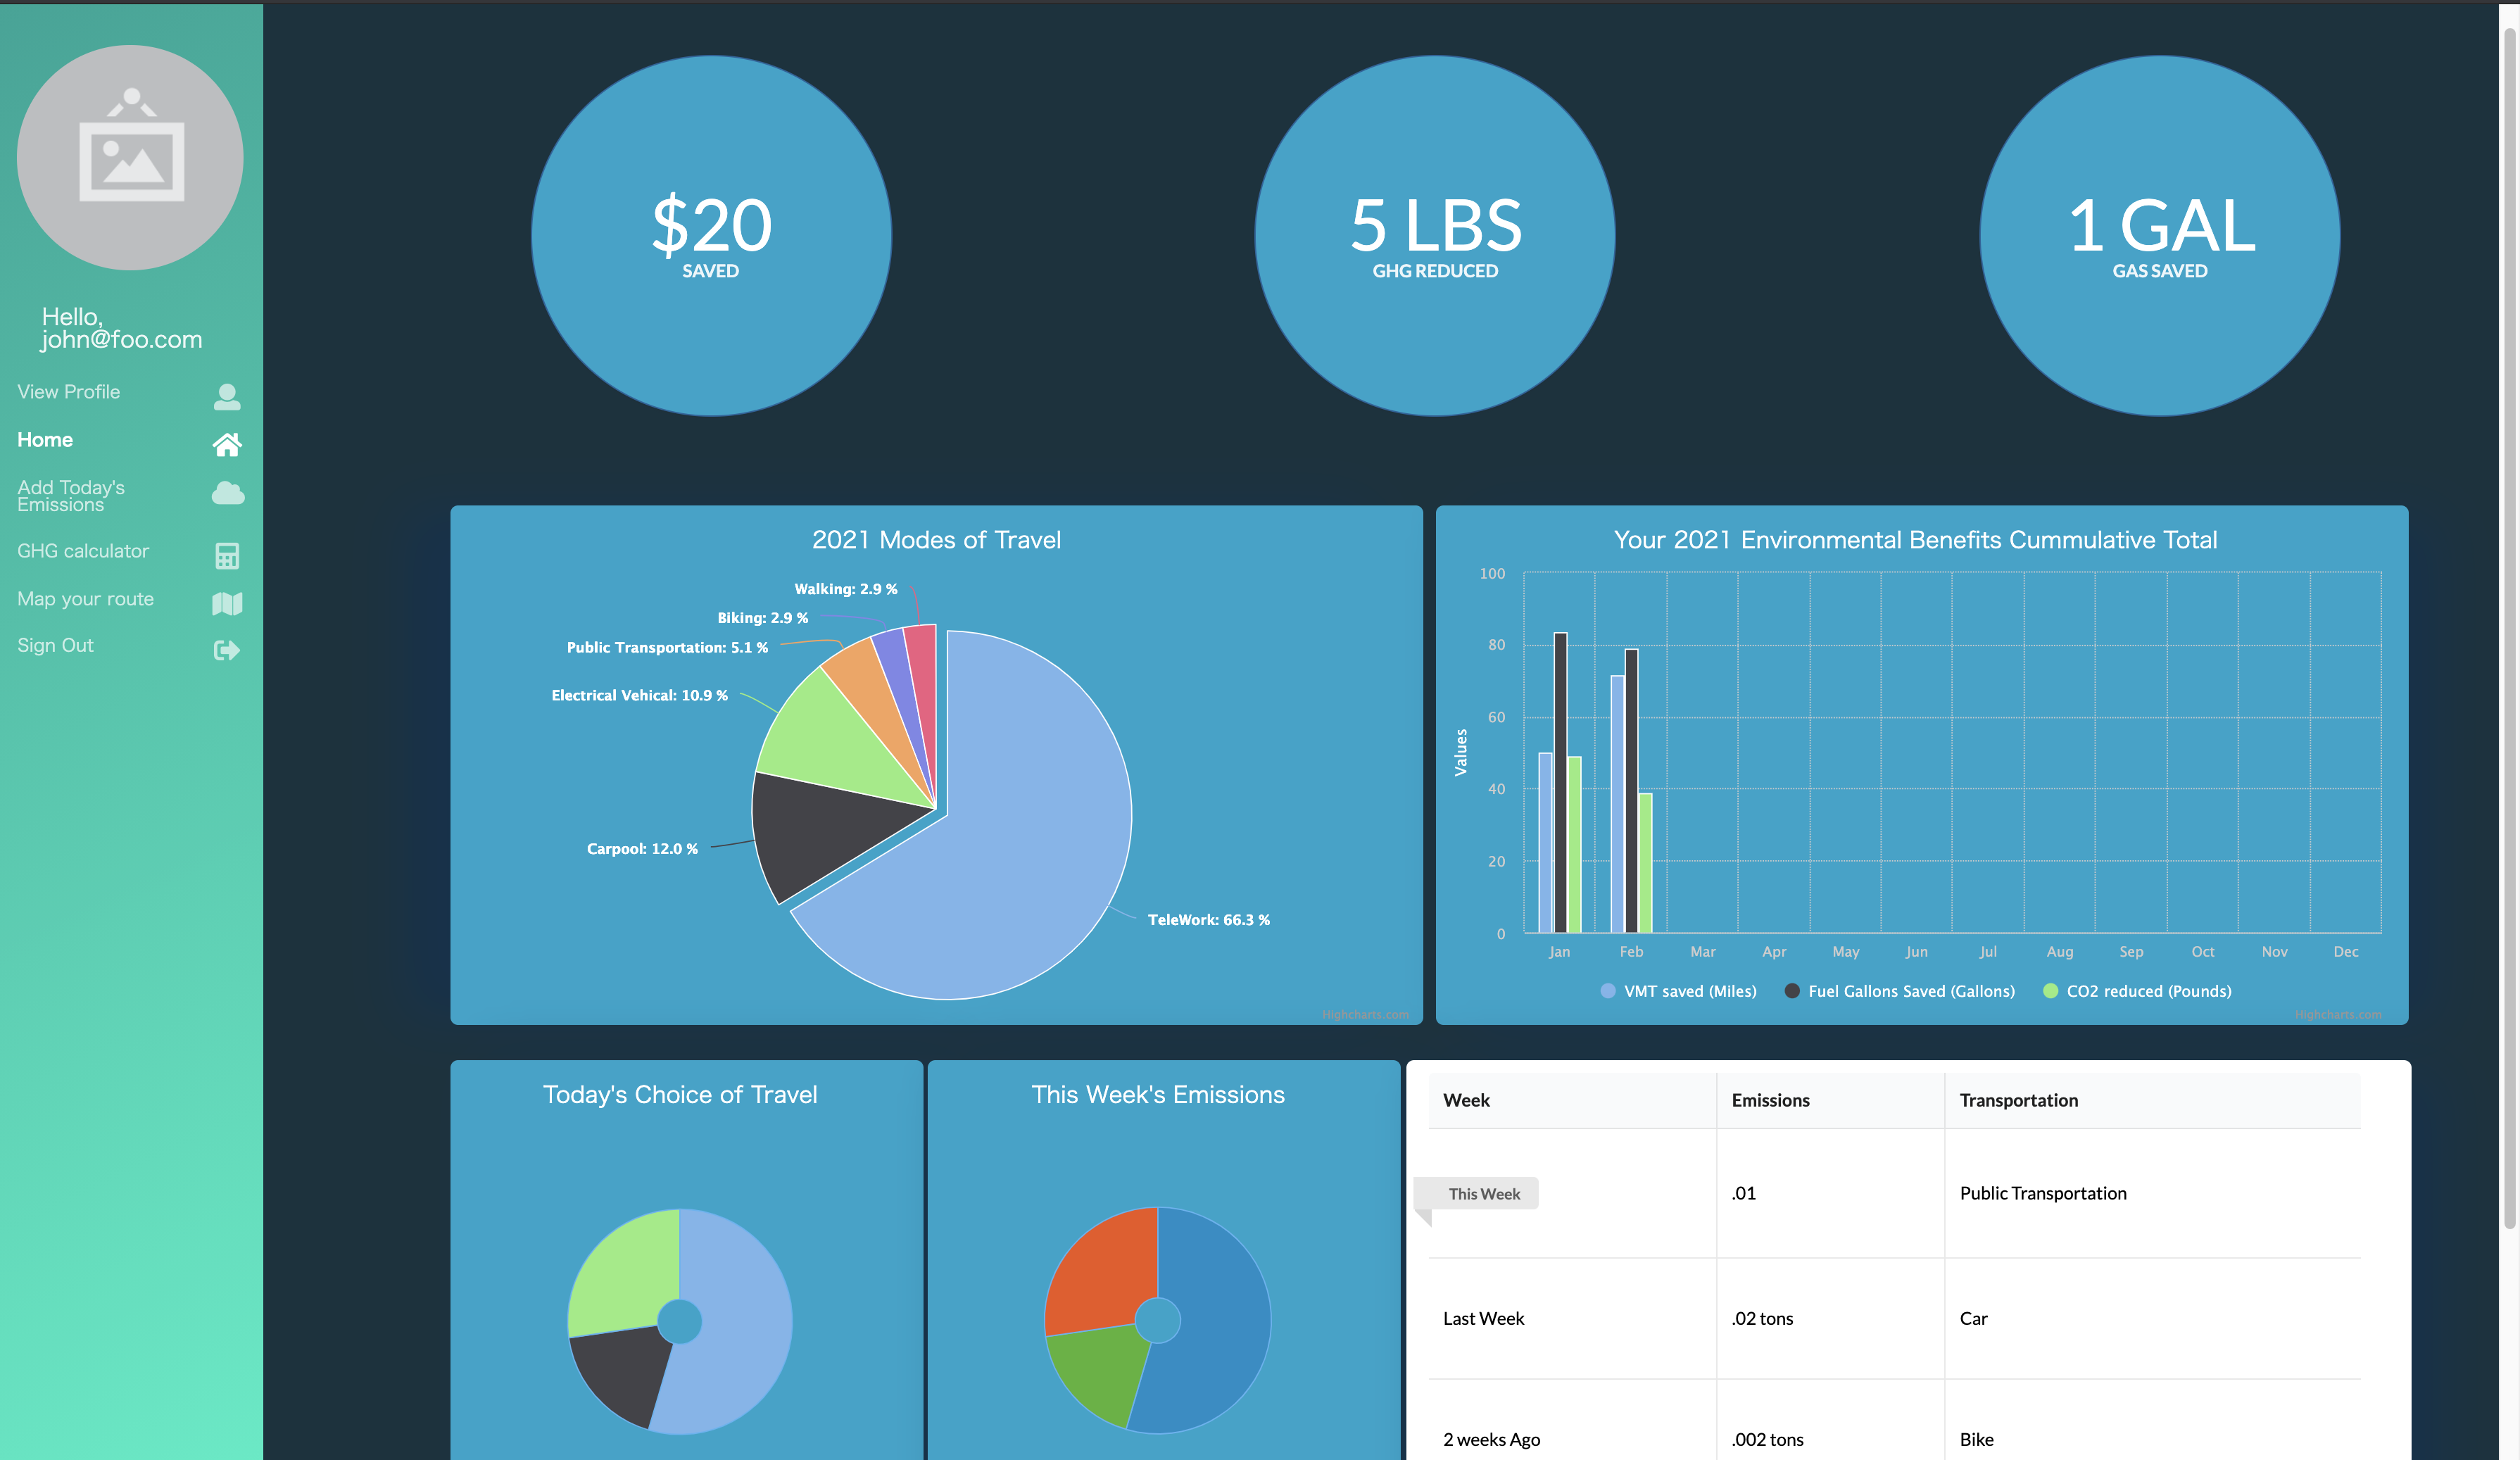 Hello,
john@foo.com
View Profile
Home
Add Today's
Emissions
GHG calculator
Map your route
Sign Out
$20
SAVED
5 LBS
GHG REDUCED
1 GAL
GAS SAVED
2021 Modes of Travel
Walking: 2.9 %
Biking: 2.9 %
Public Transportation: 5.1 %
Electrical Vehical: 10.9 %
Carpool: 12.0 %
TeleWork: 66.3 %
Highcharts.com
Your 2021 Environmental Benefits Cummulative Total
Values
100
80
60
40
20
0
Jan Feb Mar Apr May Jun Jul Aug Sep Oct Nov Dec
VMT saved (Miles) Fuel Gallons Saved (Gallons) CO2 reduced (Pounds)
Highcharts.com
Today's Choice of Travel
This Week's Emissions
Week Emissions Transportation
This Week .01 Public Transportation
Last Week .02 tons Car
2 weeks Ago .002 tons Bike